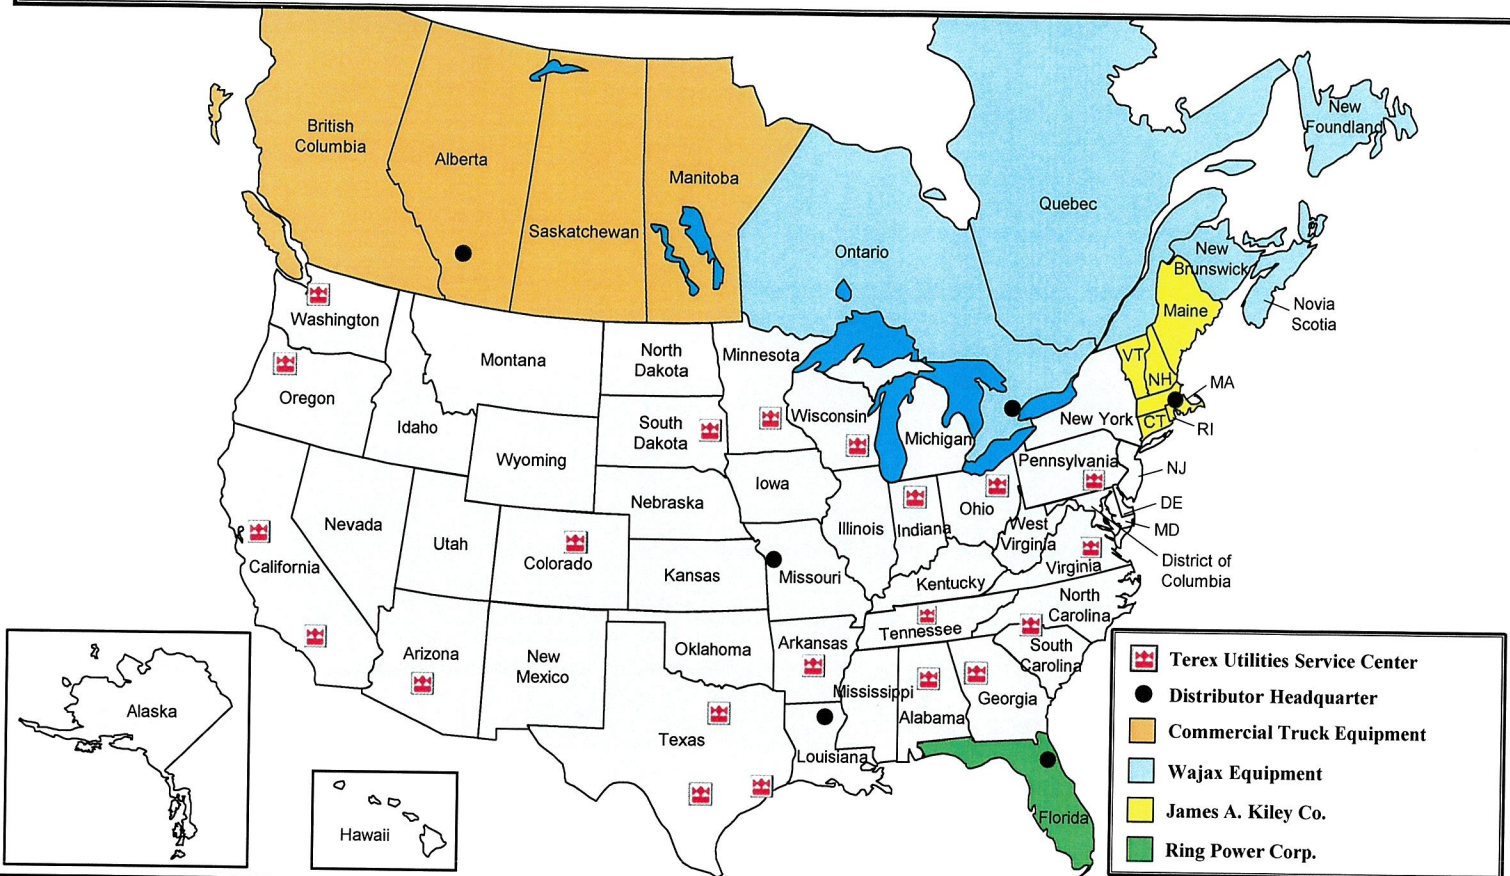 New
Foundland
British
Columbia
Alberta
Manitoba
Saskatchewan
Quebec
Ontario
New
Brunswick
Novia
Scotia
Maine
Washington
Montana
North
Dakota
Minnesota
VT
NH
MA
Oregon
Idaho
South
Dakota
Wisconsin
Michigan
New York
CT
RI
Wyoming
Pennsylvania
NJ
Iowa
Nebraska
DE
Nevada
Illinois
Indiana
Ohio
West
Virginia
MD
Utah
Colorado
California
Kansas
Missouri
Kentucky
Virginia
District of
Columbia
North
Carolina
Tennessee
Arkansas
Oklahoma
Arizona
New
Mexico
South
Carolina
Mississippi
Alabama
Georgia
Alaska
Texas
Louisiana
Hawaii
Florida
Terex Utilities Service Center
Distributor Headquarter
Commercial Truck Equipment
Wajax Equipment
James A. Kiley Co.
Ring Power Corp.